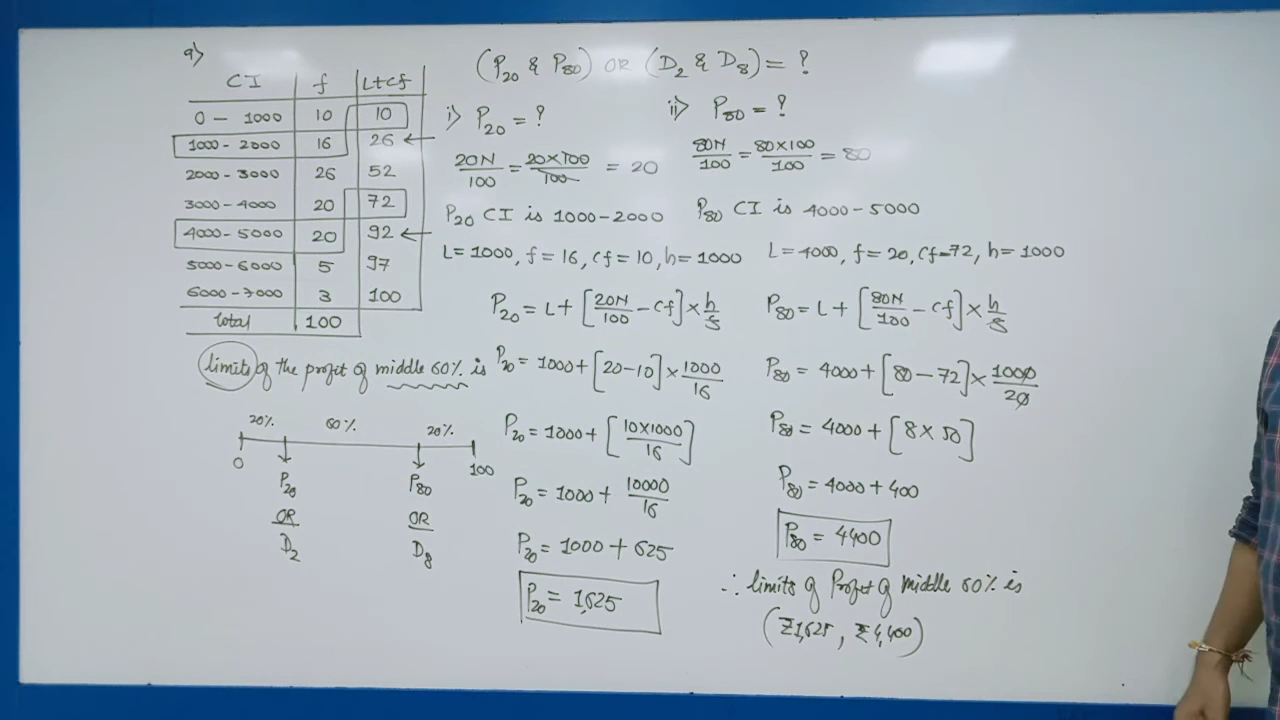 a)
(P20 & P80) OR (D2 & D8) = ?
CI f L+Cf
0 - 1000 10 10
1000 - 2000 16 26 ←
2000 - 3000 26 52
3000 - 4000 20 72
4000 - 5000 20 92 ←
5000 - 6000 5 97
6000 - 7000 3 100
Total 100
limits of the profit of middle 60% is
20% 60% 20%
0 100
P20 P80
OR OR
D2 D8
i) P20 = ?
20N/100 = 20×100/100 = 20
P20 CI is 1000-2000
L = 1000, f = 16, Cf = 10, h = 1000
P20 = L + [20N/100 - Cf] × h/f
P20 = 1000 + [20-10] × 1000/16
P20 = 1000 + [10×1000/16]
P20 = 1000 + 10000/16
P20 = 1000 + 625
P20 = 1,625
ii) P80 = ?
80N/100 = 80×100/100 = 80
P80 CI is 4000-5000
L = 4000, f = 20, Cf = 72, h = 1000
P80 = L + [80N/100 - Cf] × h/f
P80 = 4000 + [80-72] × 1000/20
P80 = 4000 + [8 × 50]
P80 = 4000 + 400
P80 = 4400
∴ limits of Profit of middle 60% is
(₹1,625, ₹4,400)